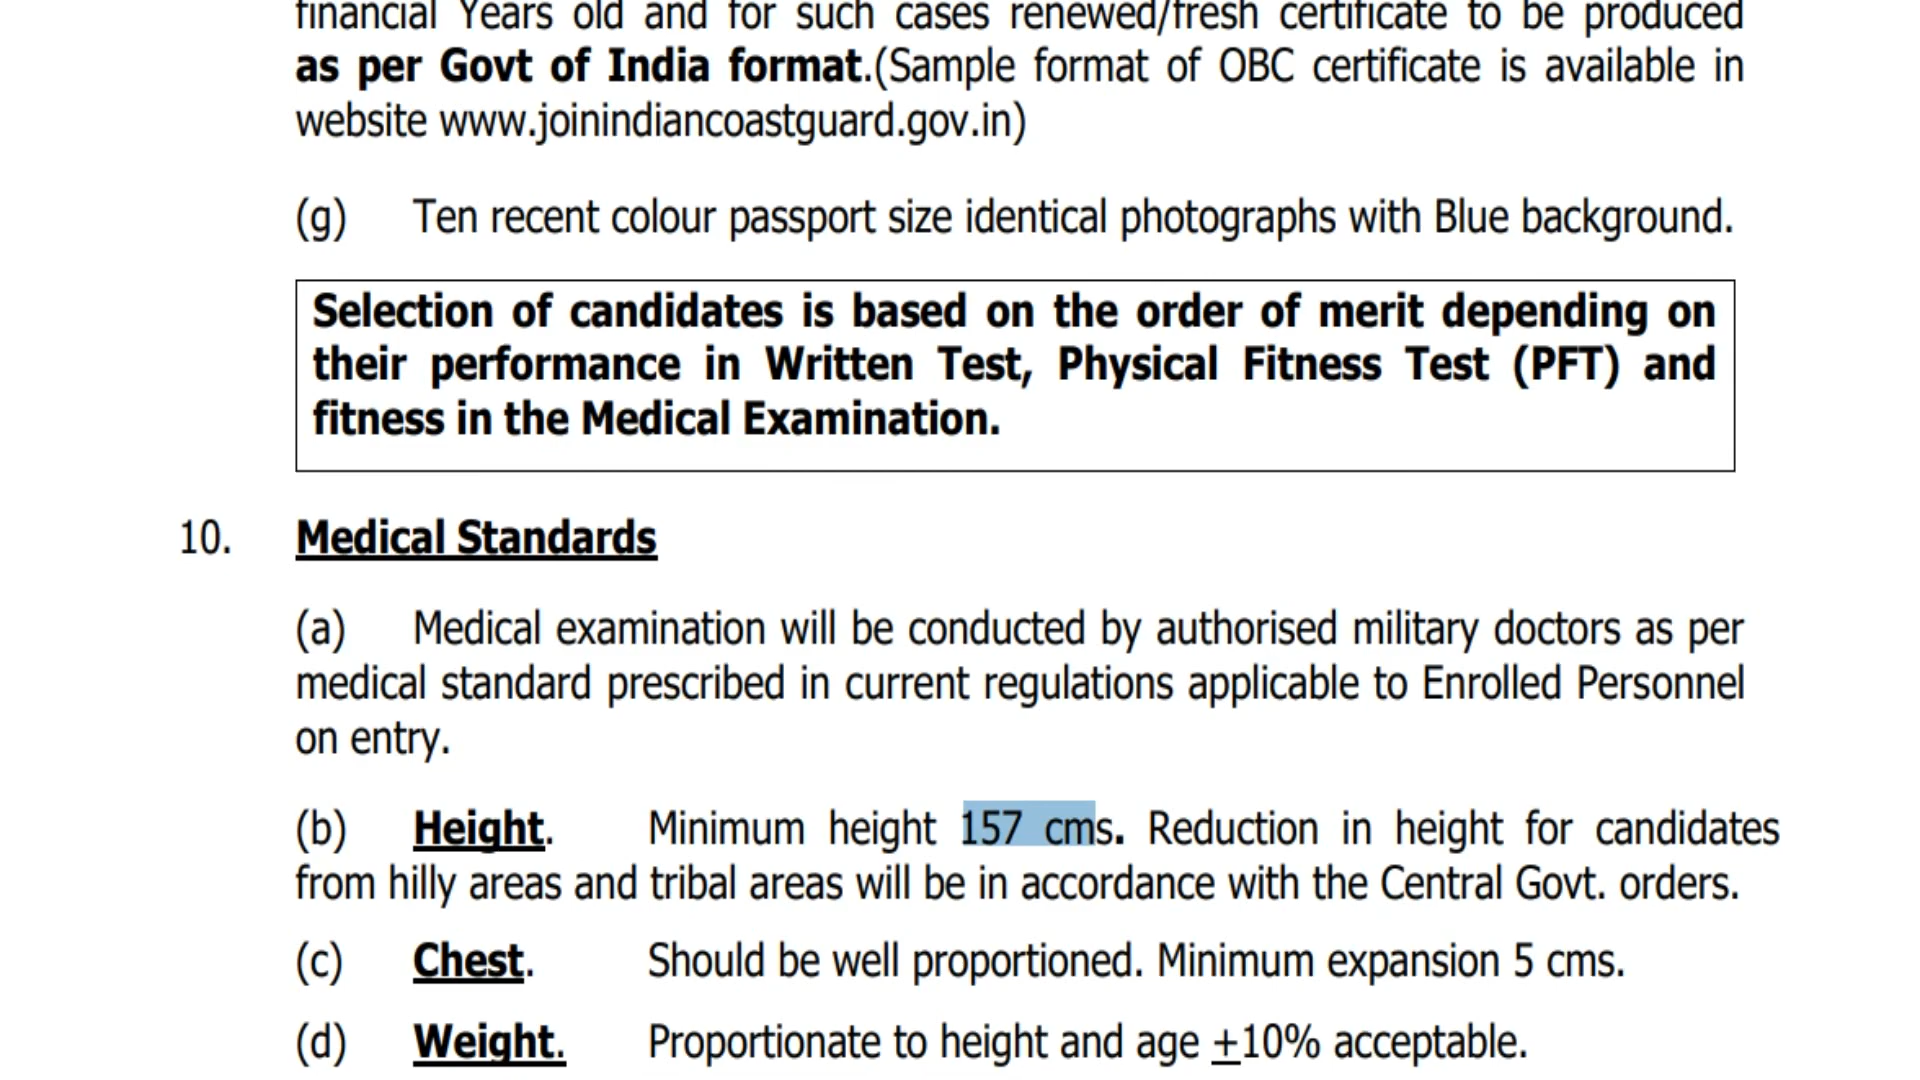 financial Years old and for such cases renewed/fresh certificate to be produced
as per Govt of India format.(Sample format of OBC certificate is available in
website www.joinindiancoastguard.gov.in)
(g) Ten recent colour passport size identical photographs with Blue background.
Selection of candidates is based on the order of merit depending on
their performance in Written Test, Physical Fitness Test (PFT) and
fitness in the Medical Examination.
10. Medical Standards
(a) Medical examination will be conducted by authorised military doctors as per
medical standard prescribed in current regulations applicable to Enrolled Personnel
on entry.
(b) Height. Minimum height 157 cms. Reduction in height for candidates
from hilly areas and tribal areas will be in accordance with the Central Govt. orders.
(c) Chest. Should be well proportioned. Minimum expansion 5 cms.
(d) Weight. Proportionate to height and age ±10% acceptable.